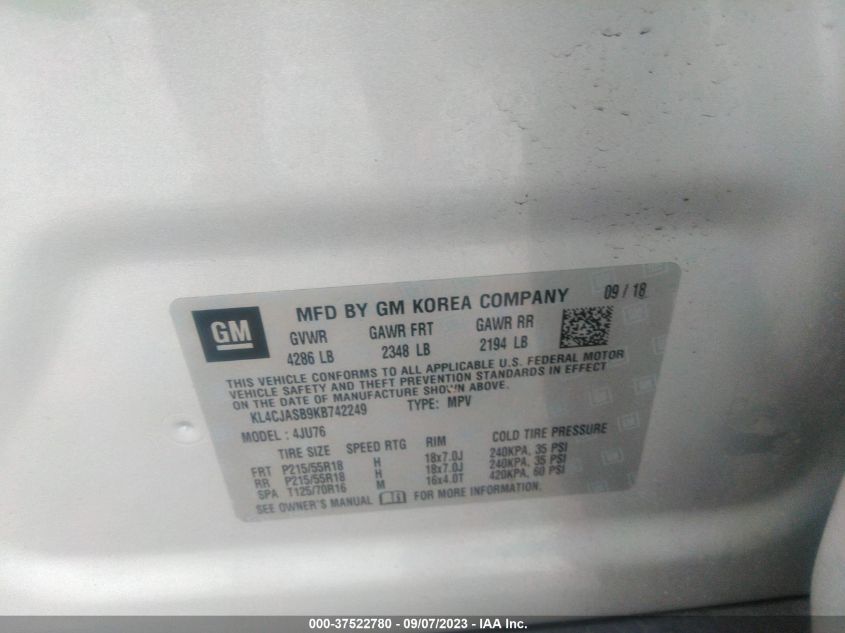 GM
MFD BY GM KOREA COMPANY 09 / 18
GVWR GAWR FRT GAWR RR
4286 LB 2348 LB 2194 LB
THIS VEHICLE CONFORMS TO ALL APPLICABLE U.S. FEDERAL MOTOR
VEHICLE SAFETY AND THEFT PREVENTION STANDARDS IN EFFECT
ON THE DATE OF MANUFACTURE SHOWN ABOVE.
KL4CJASB9KB742249 TYPE: MPV
MODEL : 4JU76
TIRE SIZE SPEED RTG RIM COLD TIRE PRESSURE
FRT P215/55R18 H 18x7.0J 240KPA, 35 PSI
RR P215/55R18 H 18x7.0J 240KPA, 35 PSI
SPA T125/70R16 M 16x4.0T 420KPA, 60 PSI
SEE OWNER'S MANUAL FOR MORE INFORMATION.
000-37522780 - 09/07/2023 - IAA Inc.